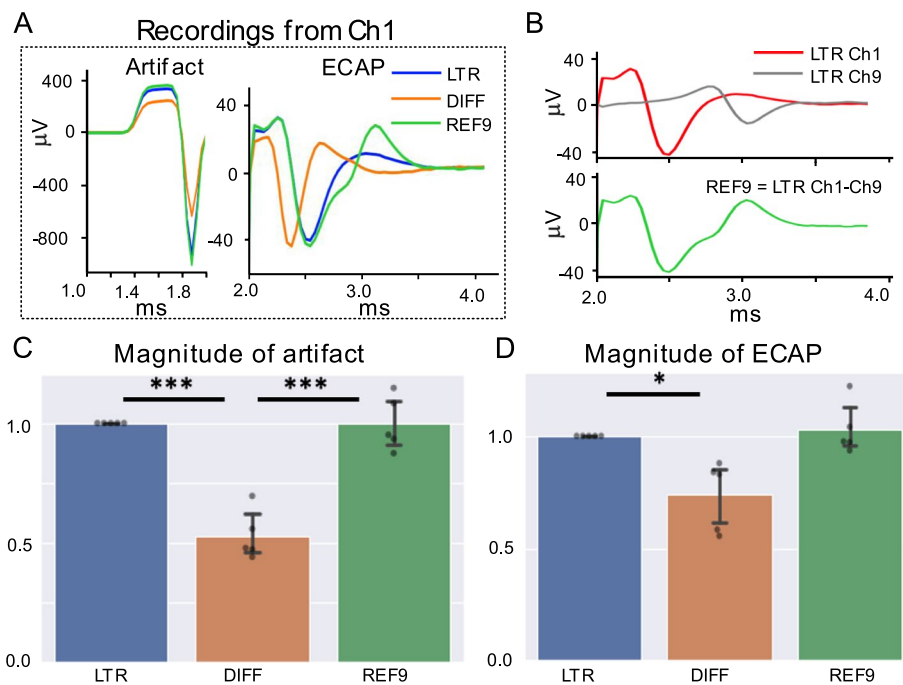 A
Recordings from Ch1
Artifact
ECAP
LTR
DIFF
REF9
400
0
-400
-800
μV
1.0
1.4
1.8
ms
40
0
-40
2.0
3.0
4.0
ms
B
LTR Ch1
LTR Ch9
40
0
-40
μV
REF9 = LTR Ch1-Ch9
40
0
-40
μV
2.0
3.0
4.0
ms
C
Magnitude of artifact
*** ***
1.0
0.5
0.0
LTR DIFF REF9
D
Magnitude of ECAP
*
1.0
0.5
0.0
LTR DIFF REF9